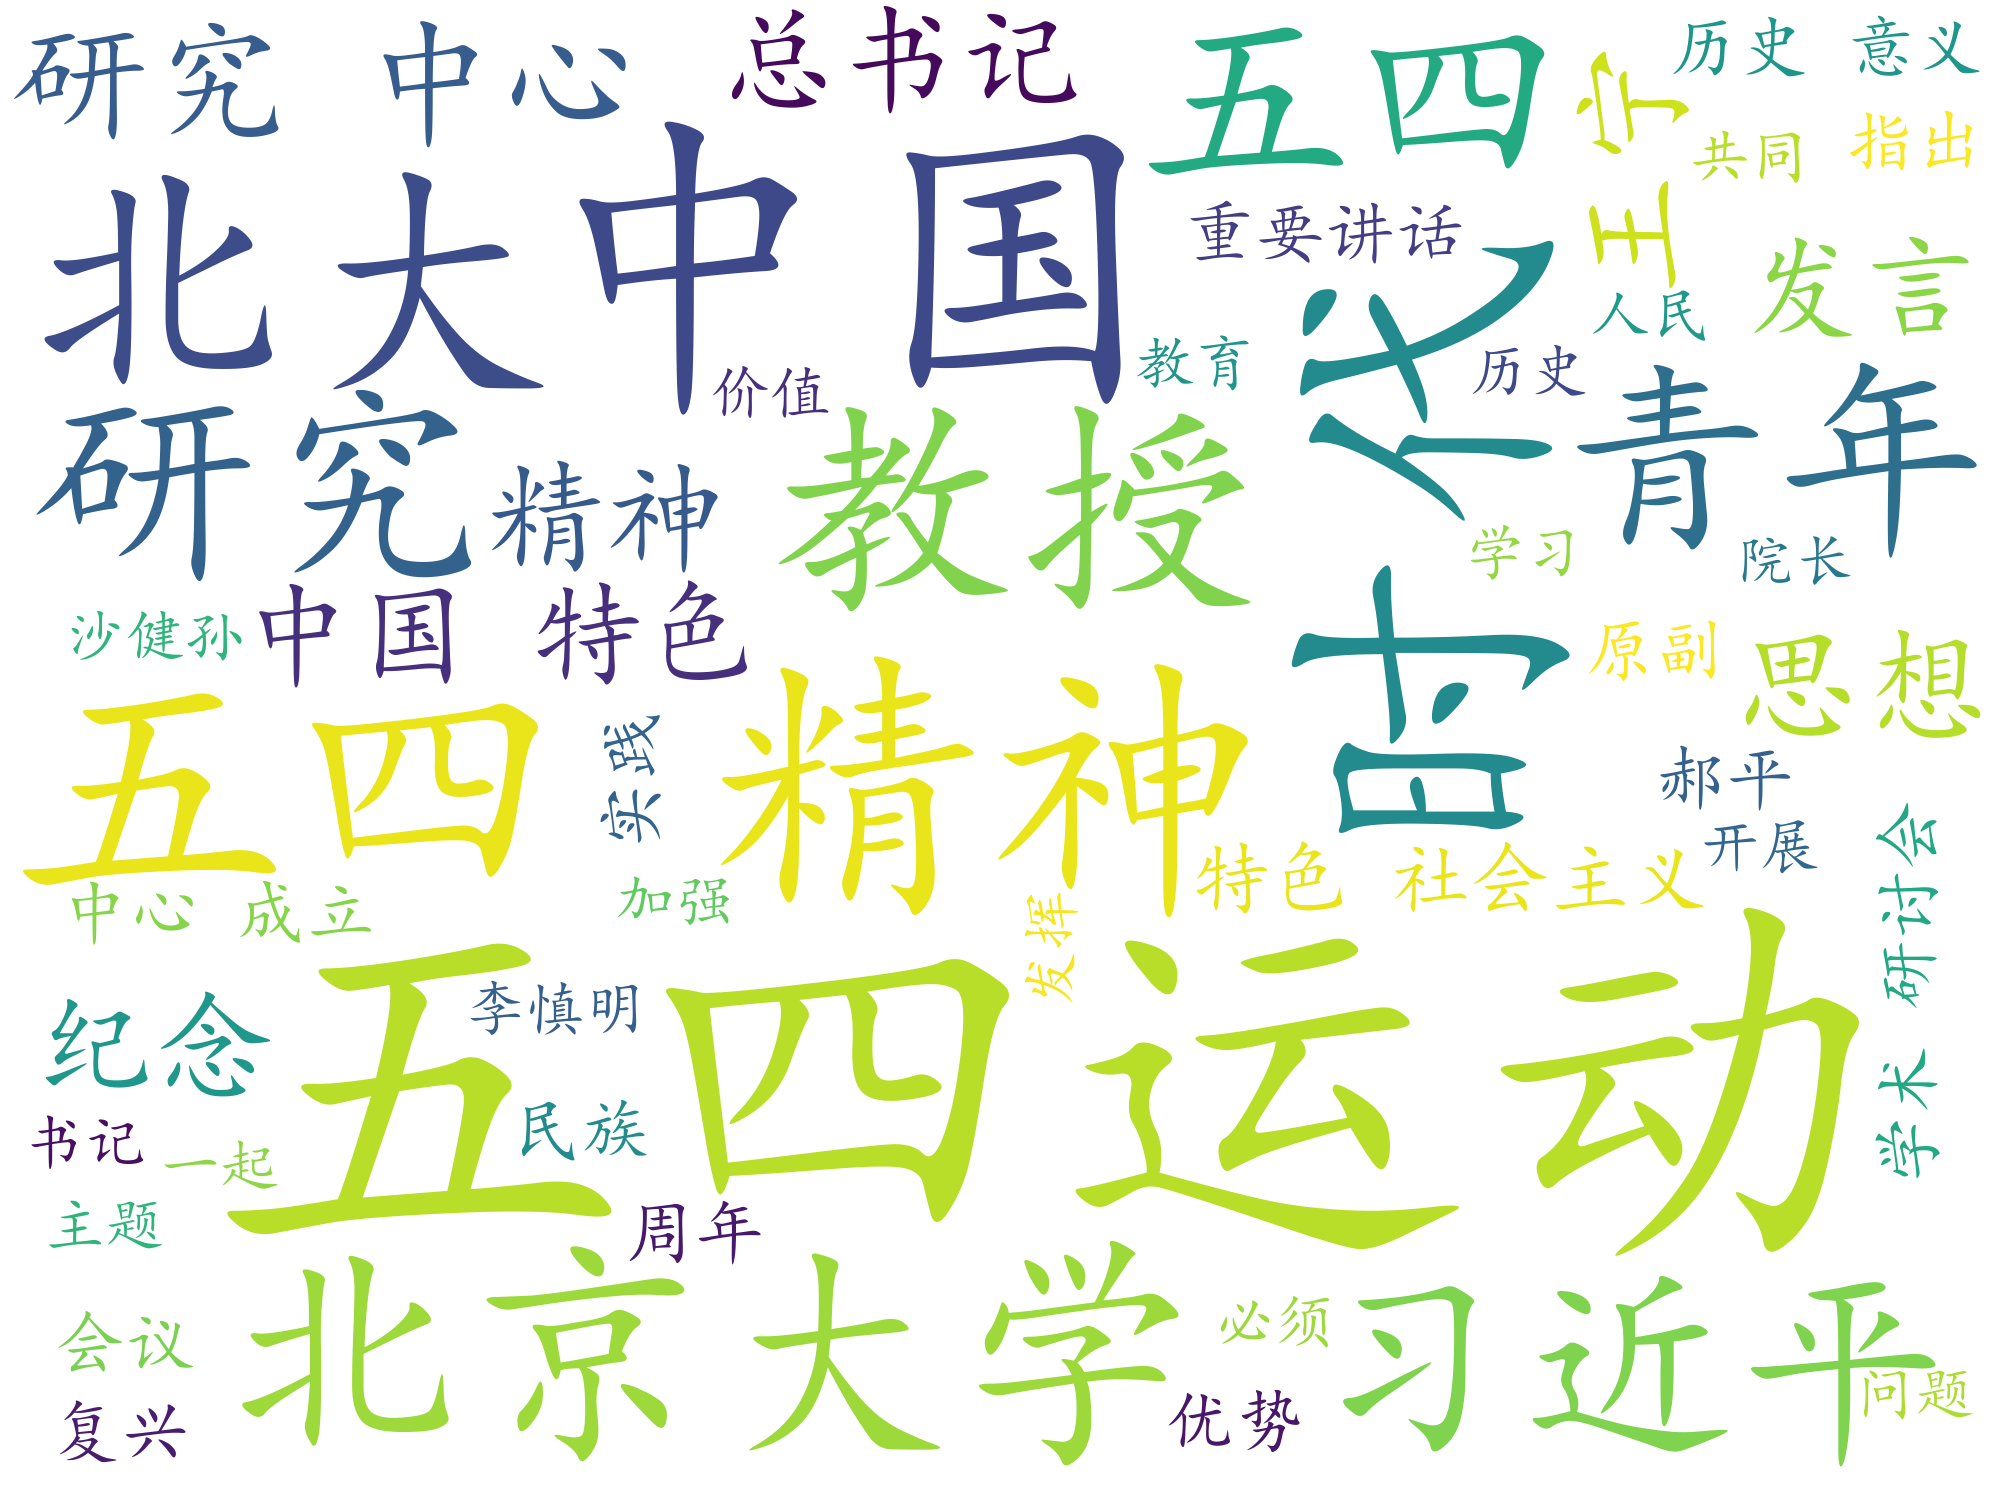 研究 中心
总书记
五四
王宁
历史 意义
共同
指出
北大
中国
重要讲话
发言
人民
教育
历史
价值
时代
青年
研究
精神
教授
学习
院长
沙健孙
中国 特色
原副
思想
五四 精神
实践
郝平
开展
特色 社会主义
中心 成立
加强
发挥
学术 研讨会
纪念
李慎明
五四运动
书记
一起
民族
主题
周年
会议
北京大学
必须
习近平
问题
复兴
优势